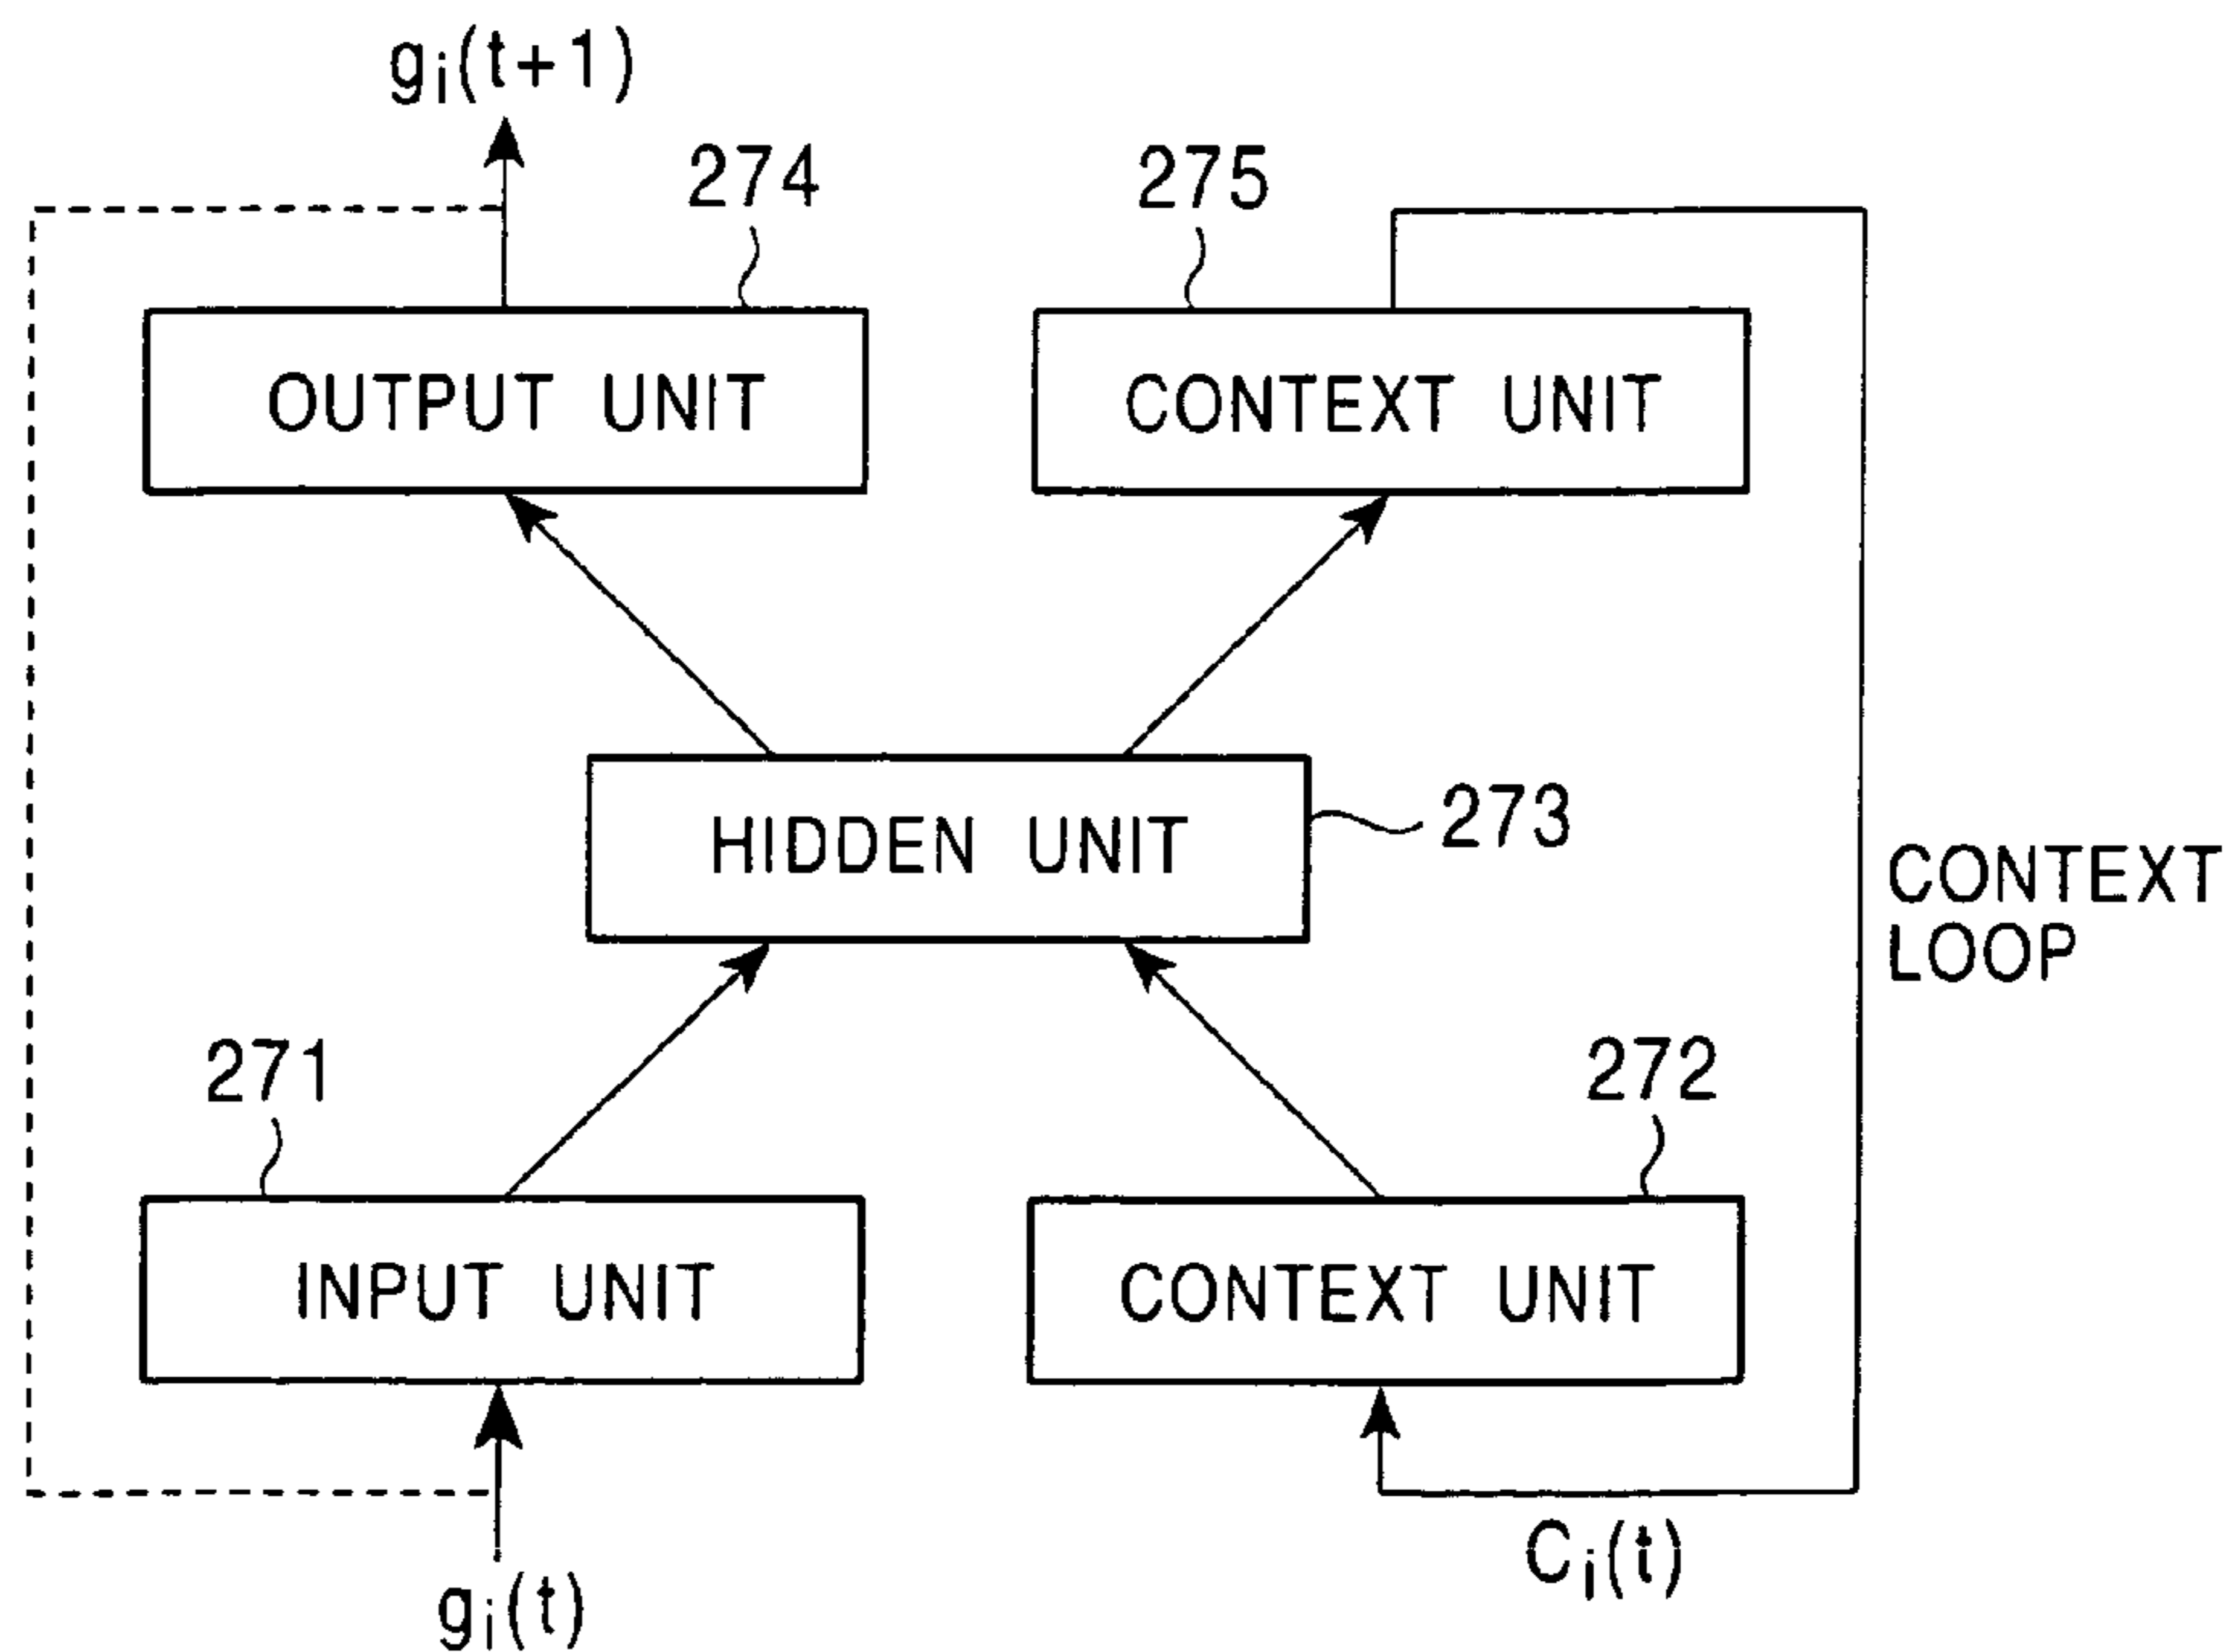 gi(t+1)
274
275
OUTPUT UNIT
CONTEXT UNIT
HIDDEN UNIT
273
CONTEXT
LOOP
271
272
INPUT UNIT
CONTEXT UNIT
Ci(t)
gi(t)